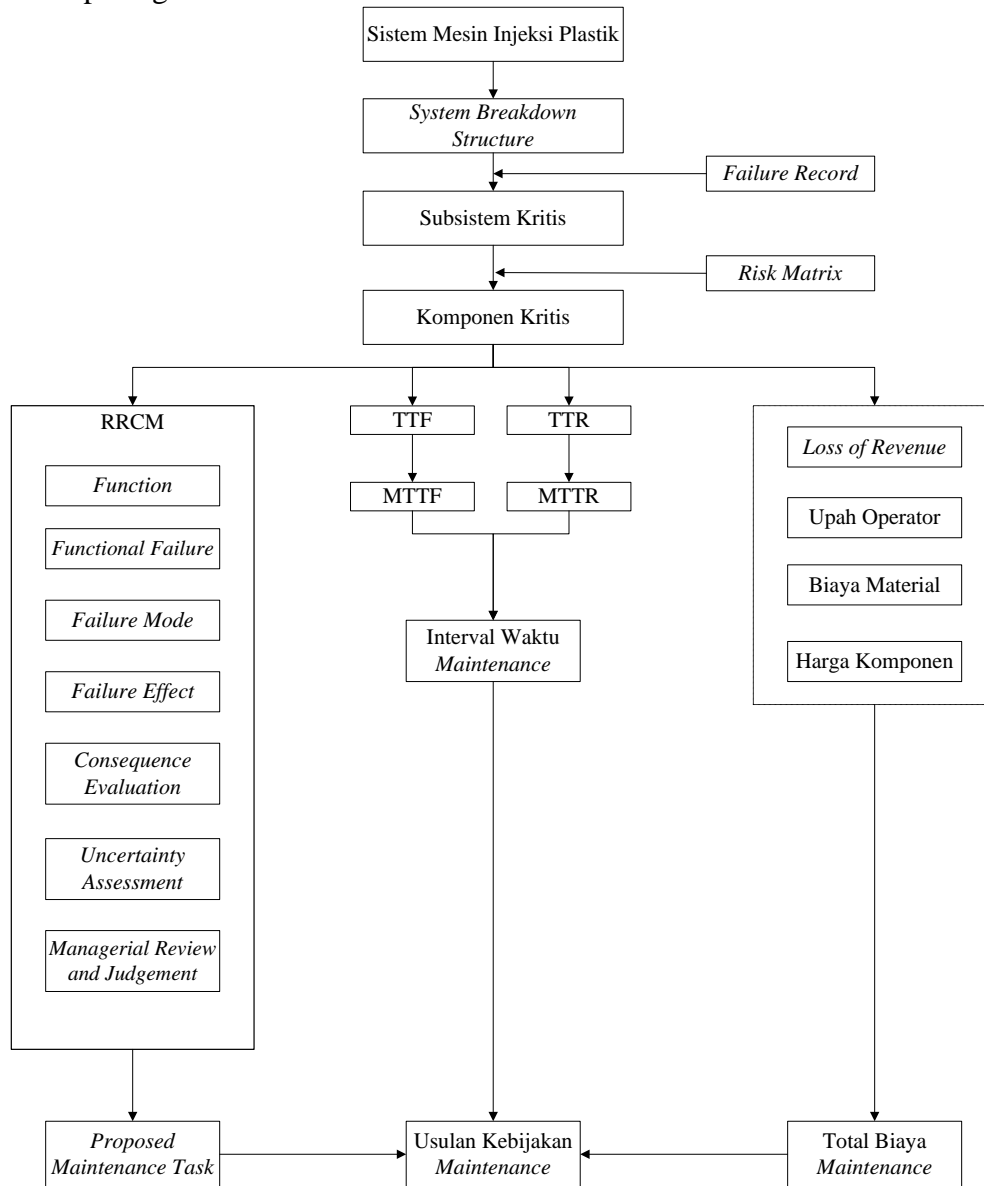 Sistem Mesin Injeksi Plastik
System Breakdown
Structure
Failure Record
Subsistem Kritis
Risk Matrix
Komponen Kritis
RRCM
Function
Functional Failure
Failure Mode
Failure Effect
Consequence
Evaluation
Uncertainty
Assessment
Managerial Review
and Judgement
TTF
TTR
MTTF
MTTR
Interval Waktu
Maintenance
Loss of Revenue
Upah Operator
Biaya Material
Harga Komponen
Proposed
Maintenance Task
Usulan Kebijakan
Maintenance
Total Biaya
Maintenance